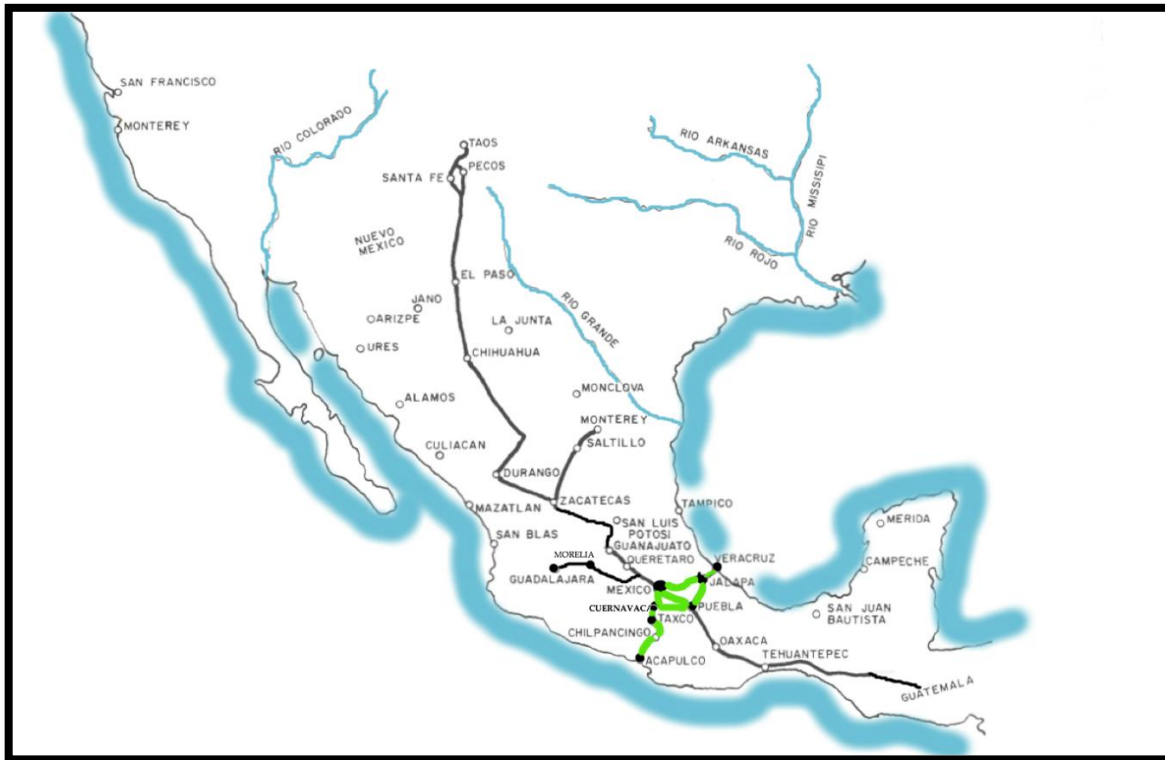 SAN FRANCISCO
MONTEREY
RIO COLORADO
TAOS
PECOS
SANTA FE
RIO ARKANSAS
RIO MISSISIPI
RIO ROJO
NUEVO
MEXICO
EL PASO
JANO
ARIZPE
LA JUNTA
RIO GRANDE
URES
CHIHUAHUA
MONCLOVA
ALAMOS
MONTEREY
SALTILLO
CULIACAN
DURANGO
MAZATLAN
ZACATECAS
TAMPICO
SAN LUIS
POTOSI
MERIDA
SAN BLAS
GUANAJUATO
MORELIA
QUERETARO
VERACRUZ
CAMPECHE
GUADALAJARA
MEXICO
JALAPA
CUERNAVACA
PUEBLA
SAN JUAN
BAUTISTA
TAXCO
CHILPANCINGO
OAXACA
ACAPULCO
TEHUANTEPEC
GUATEMALA